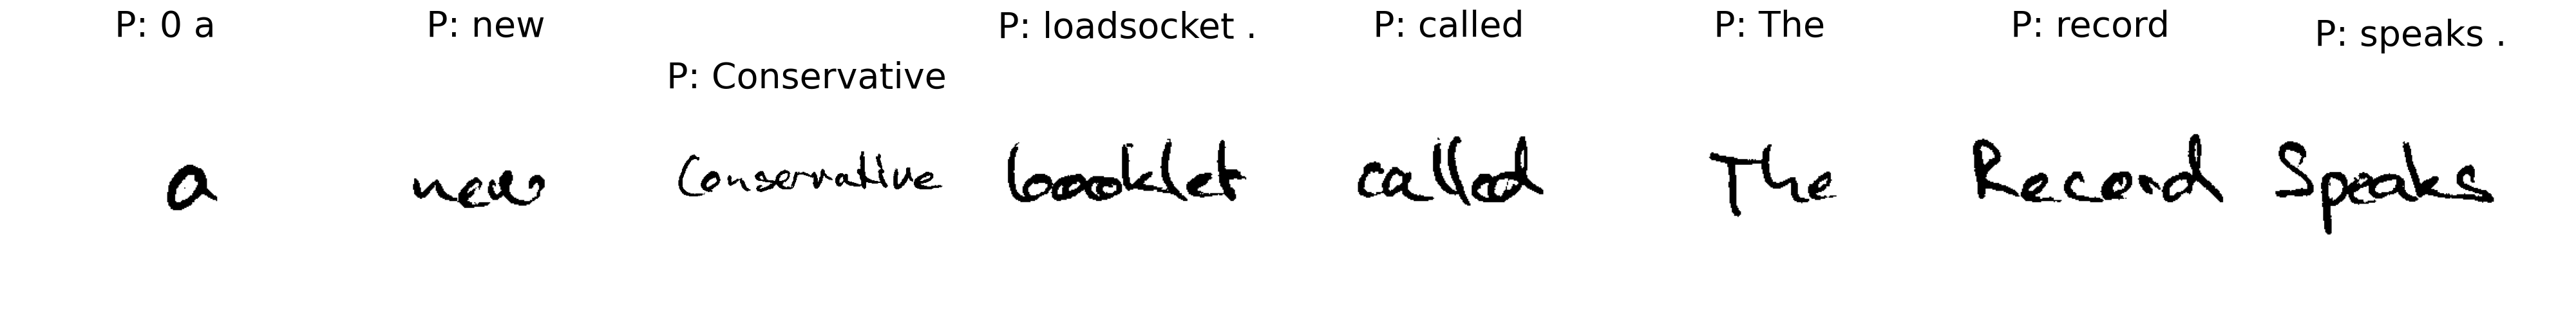 P: 0 a P: new P: Conservative P: loadsocket . P: called P: The P: record P: speaks .
a new Conservative booklet called The Record Speaks